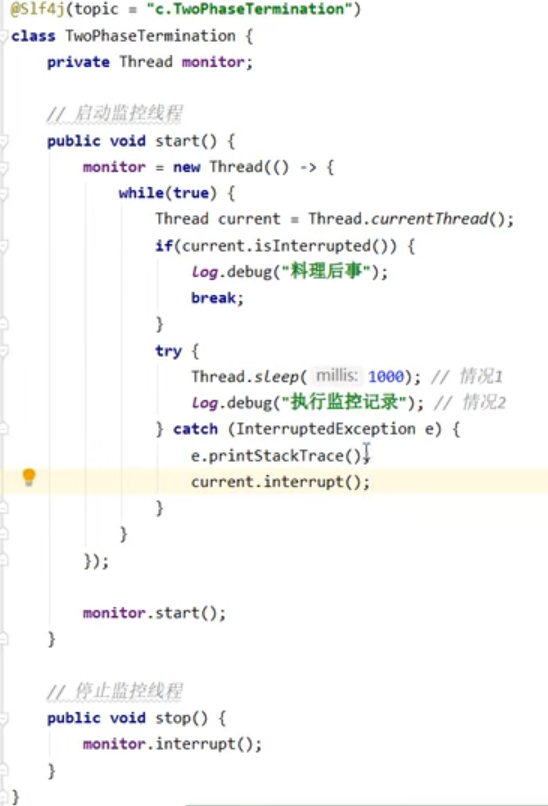 @Slf4j(topic = "c.TwoPhaseTermination")
class TwoPhaseTermination {
private Thread monitor;
// 启动监控线程
public void start() {
monitor = new Thread(() -> {
while(true) {
Thread current = Thread.currentThread();
if(current.isInterrupted()) {
log.debug("料理后事");
break;
}
try {
Thread.sleep( millis: 1000); // 情况1
log.debug("执行监控记录"); // 情况2
} catch (InterruptedException e) {
e.printStackTrace();
current.interrupt();
}
}
});
monitor.start();
}
// 停止监控线程
public void stop() {
monitor.interrupt();
}
}